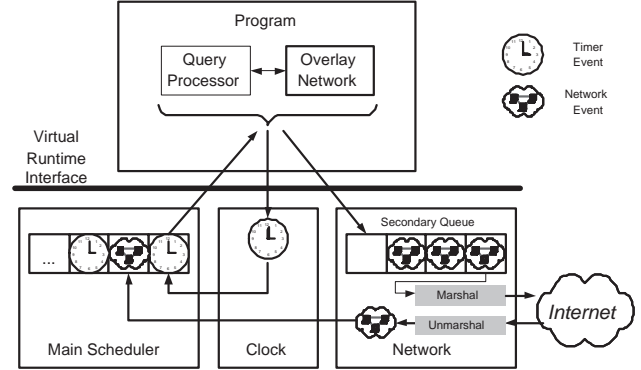 Program
Query
Processor
Overlay
Network
Timer
Event
Network
Event
Virtual
Runtime
Interface
Secondary Queue
...
Marshal
Unmarshal
Internet
Main Scheduler
Clock
Network